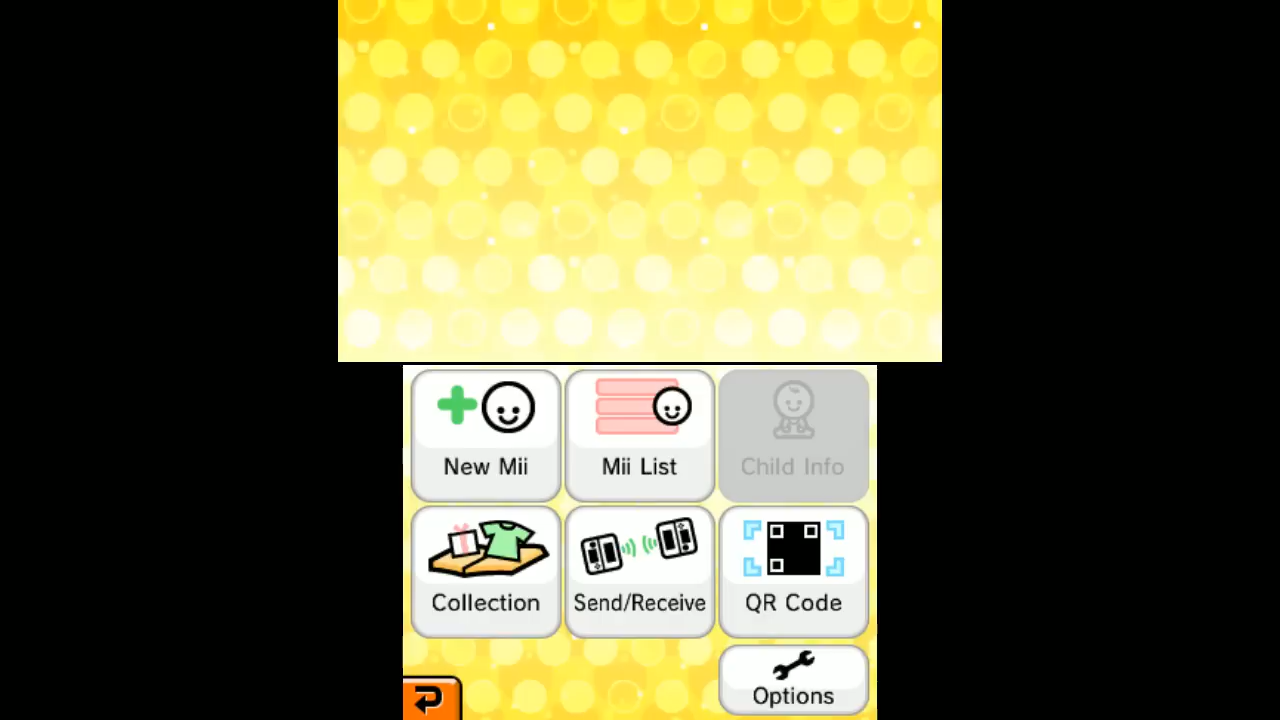 New Mii
Mii List
Child Info
Collection
Send/Receive
QR Code
Options